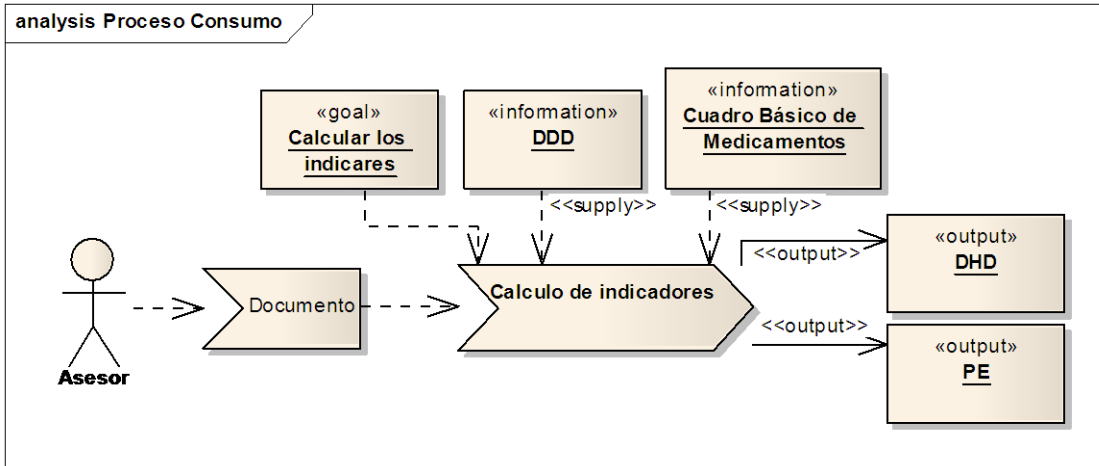 analysis Proceso Consumo
«goal»
Calcular los
indicares
«information»
DDD
«information»
Cuadro Básico de
Medicamentos
<<supply>>
<<supply>>
Asesor
Documento
Calculo de indicadores
<<output>>
«output»
DHD
<<output>>
«output»
PE